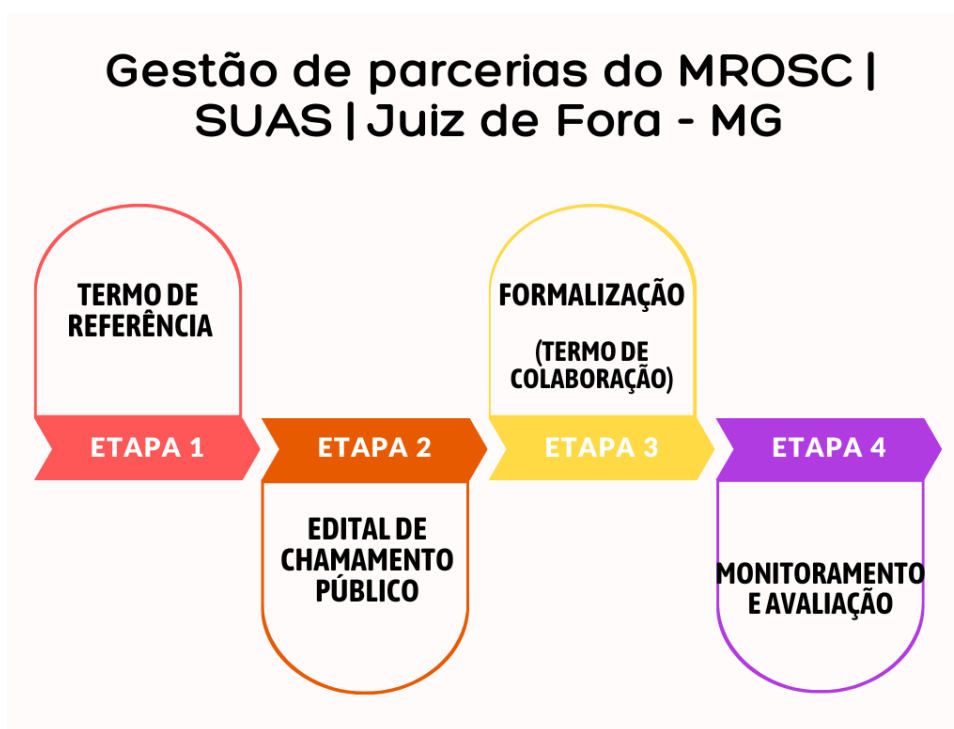 Gestão de parcerias do MROSC |
SUAS | Juiz de Fora - MG
TERMO DE
REFERÊNCIA
ETAPA 1
ETAPA 2
EDITAL DE
CHAMAMENTO
PÚBLICO
FORMALIZAÇÃO
(TERMO DE
COLABORAÇÃO)
ETAPA 3
ETAPA 4
MONITORAMENTO
E AVALIAÇÃO